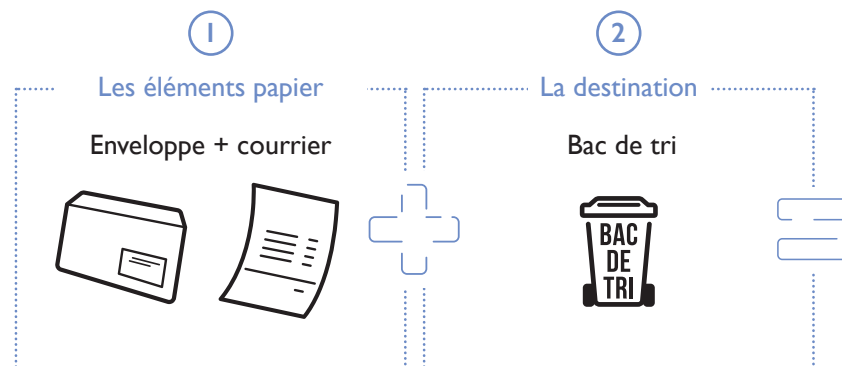 1
2
Les éléments papier
La destination
Enveloppe + courrier
Bac de tri
BAC
DE
TRI